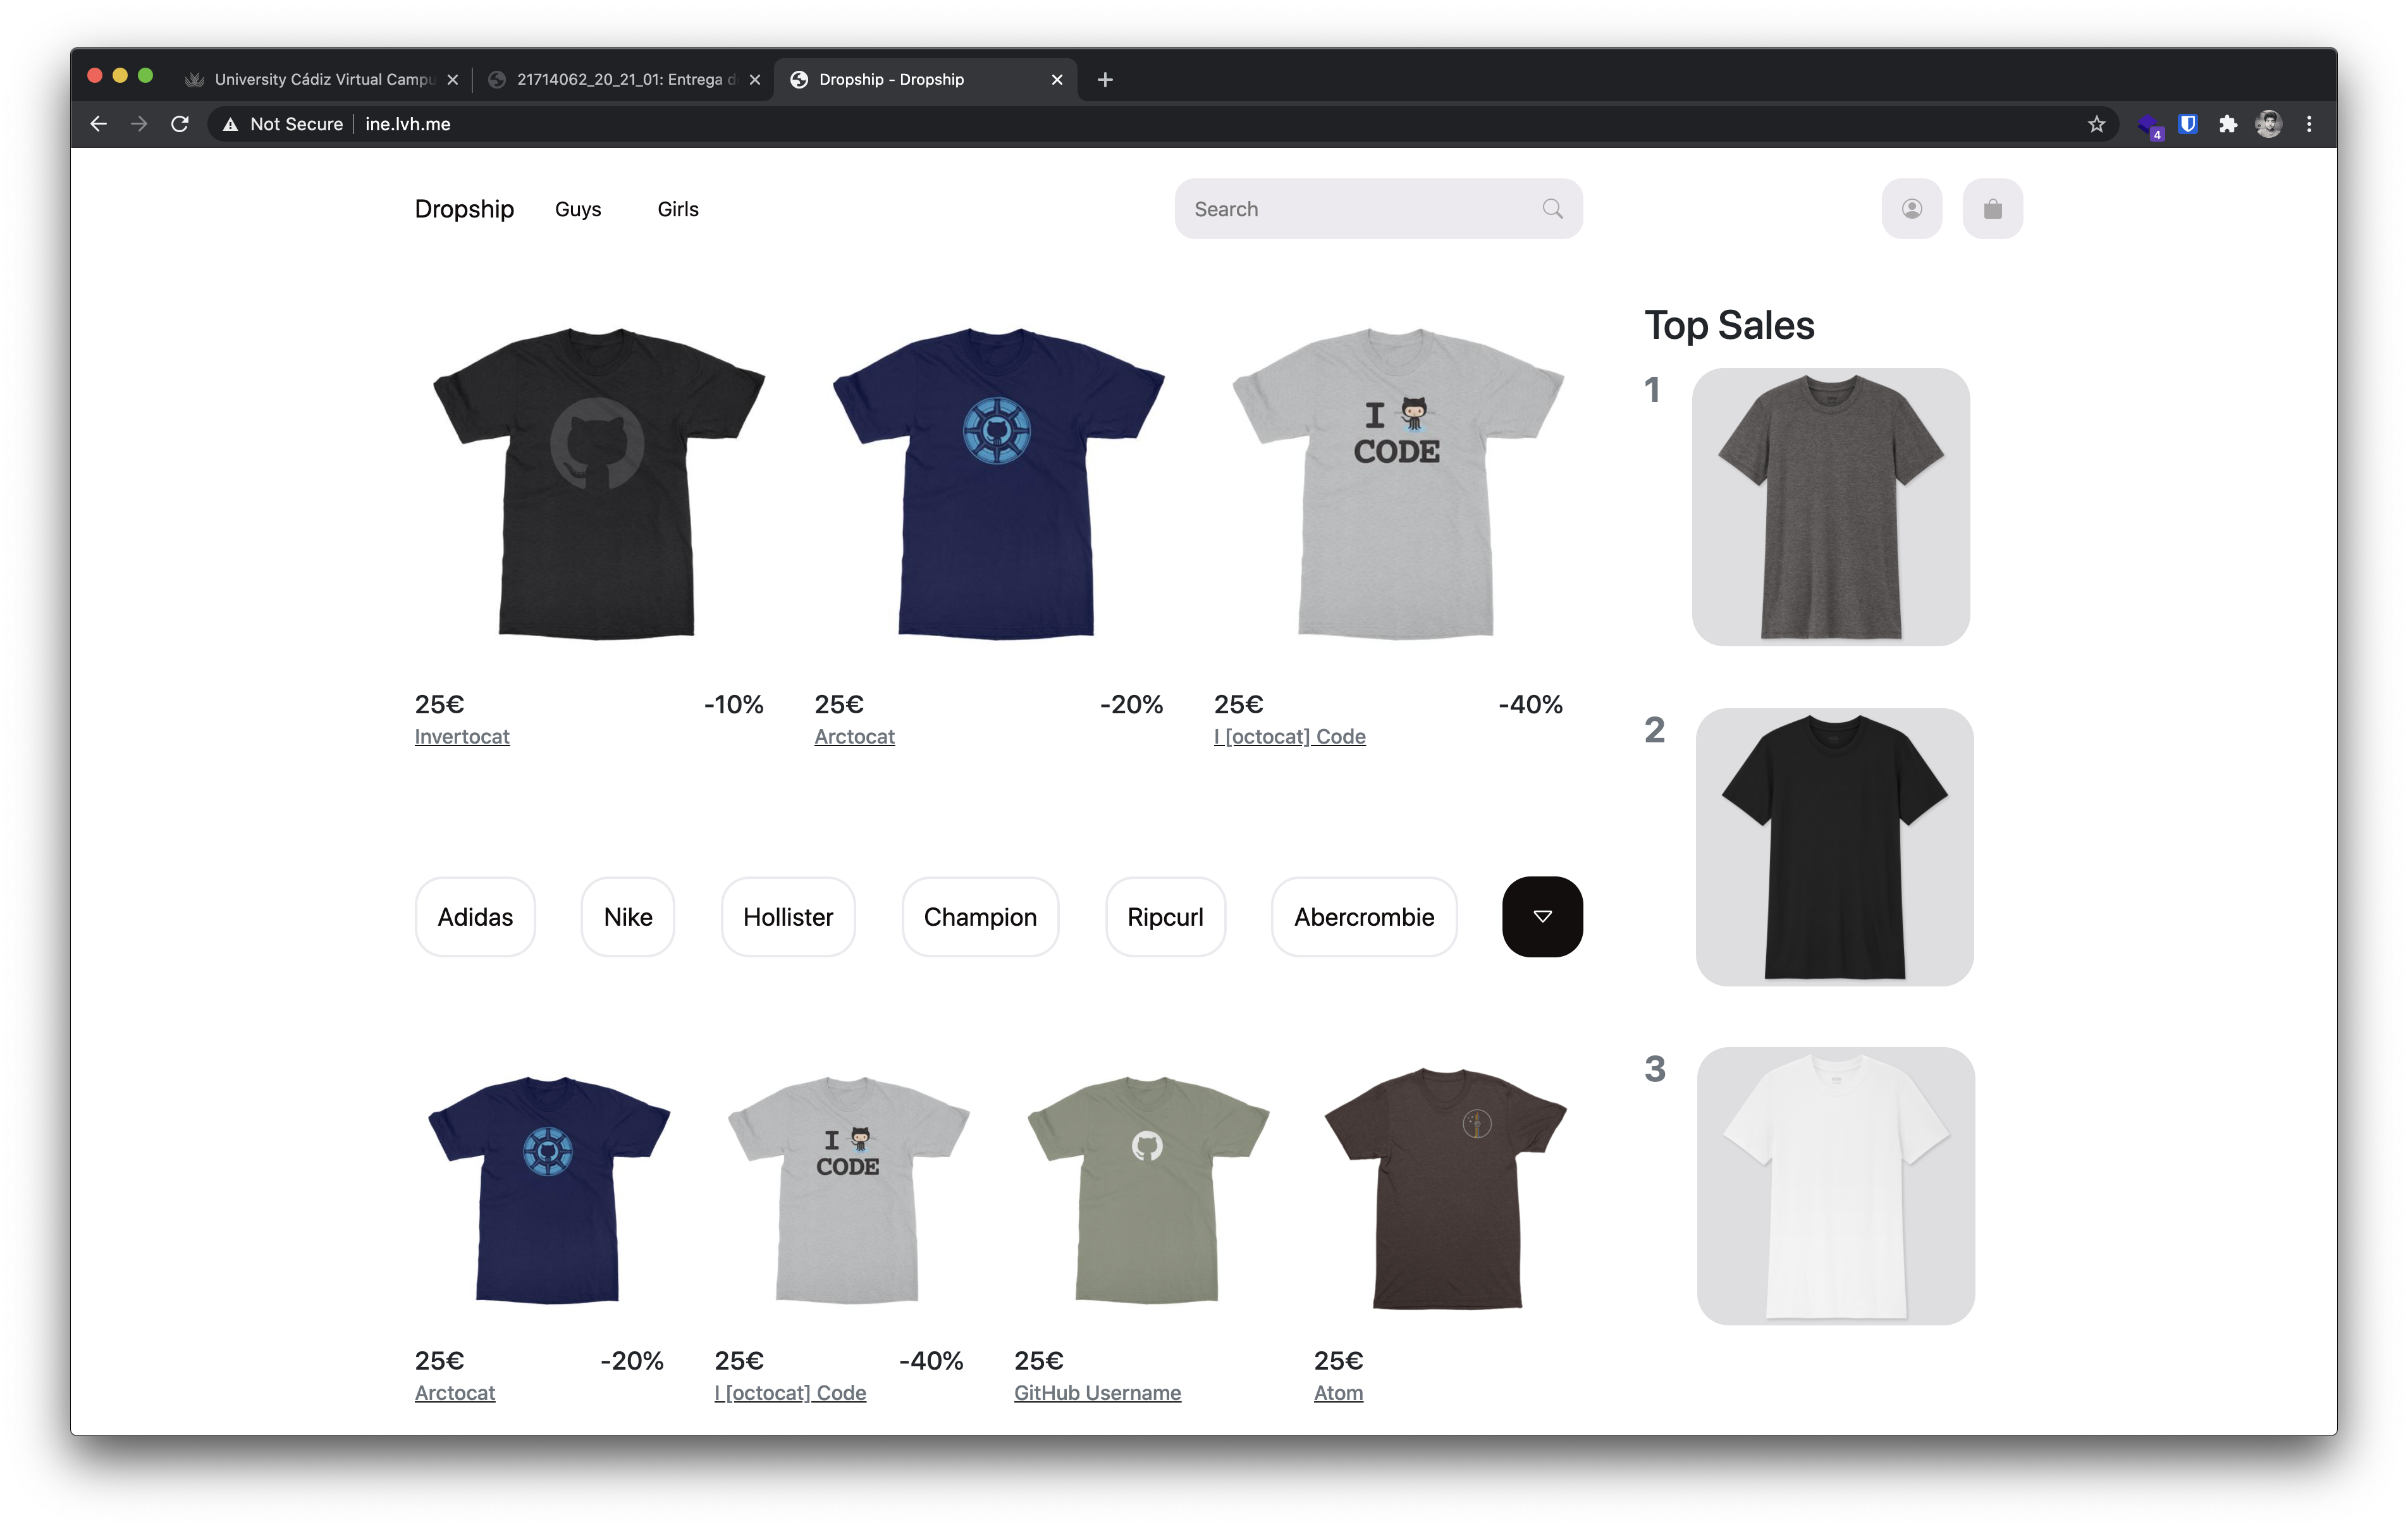 University Cádiz Virtual Campu
21714062_20_21_01: Entrega d
Dropship - Dropship
Not Secure
ine.lvh.me
4
Dropship
Guys
Girls
Search
I
CODE
25€ -10%
Invertocat
25€ -20%
Arctocat
25€ -40%
I [octocat] Code
Adidas
Nike
Hollister
Champion
Ripcurl
Abercrombie
I
CODE
25€ -20%
Arctocat
25€ -40%
I [octocat] Code
25€
GitHub Username
25€
Atom
Top Sales
1
2
3